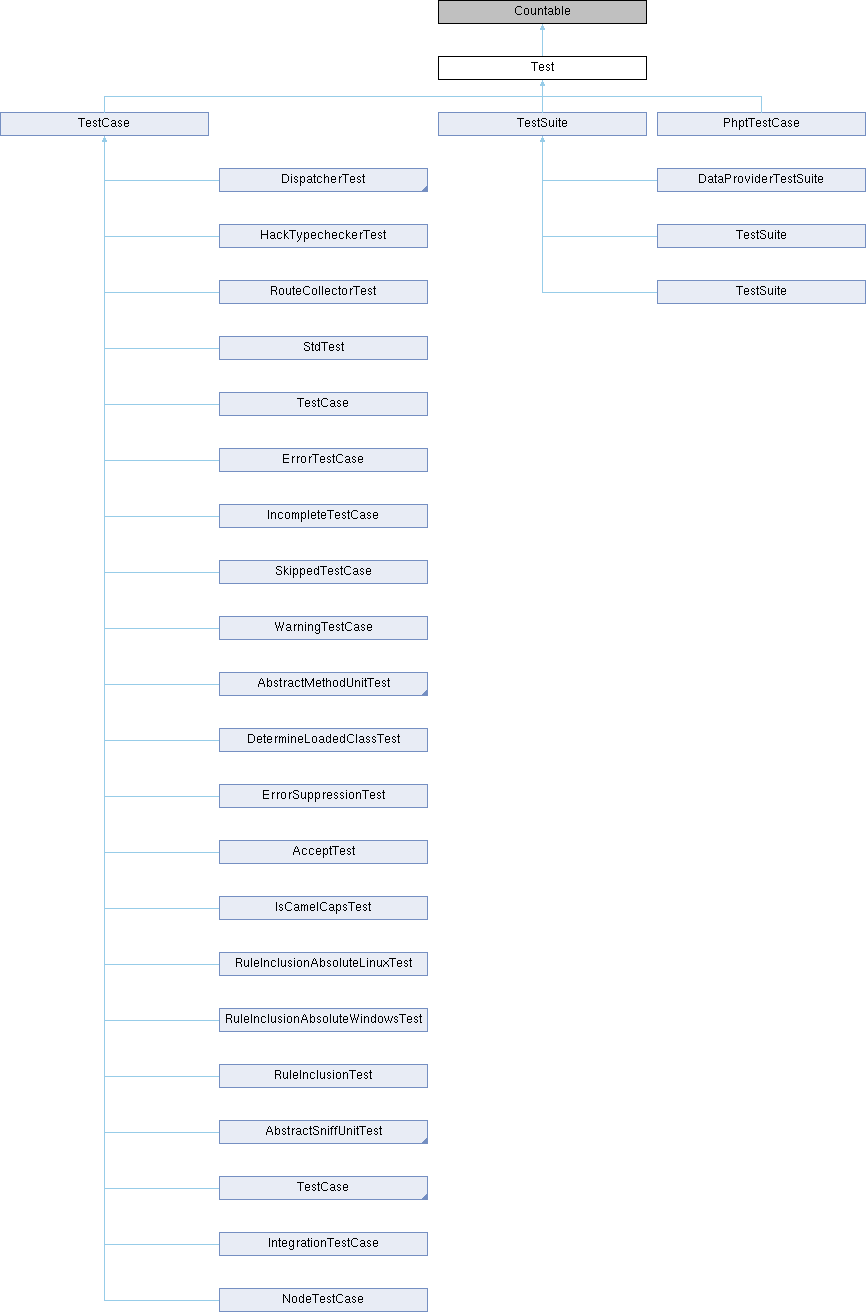 Countable
Test
TestCase
TestSuite
PhptTestCase
DispatcherTest
DataProviderTestSuite
HackTypecheckerTest
TestSuite
RouteCollectorTest
TestSuite
StdTest
TestCase
ErrorTestCase
IncompleteTestCase
SkippedTestCase
WarningTestCase
AbstractMethodUnitTest
DetermineLoadedClassTest
ErrorSuppressionTest
AcceptTest
IsCamelCapsTest
RuleInclusionAbsoluteLinuxTest
RuleInclusionAbsoluteWindowsTest
RuleInclusionTest
AbstractSniffUnitTest
TestCase
IntegrationTestCase
NodeTestCase